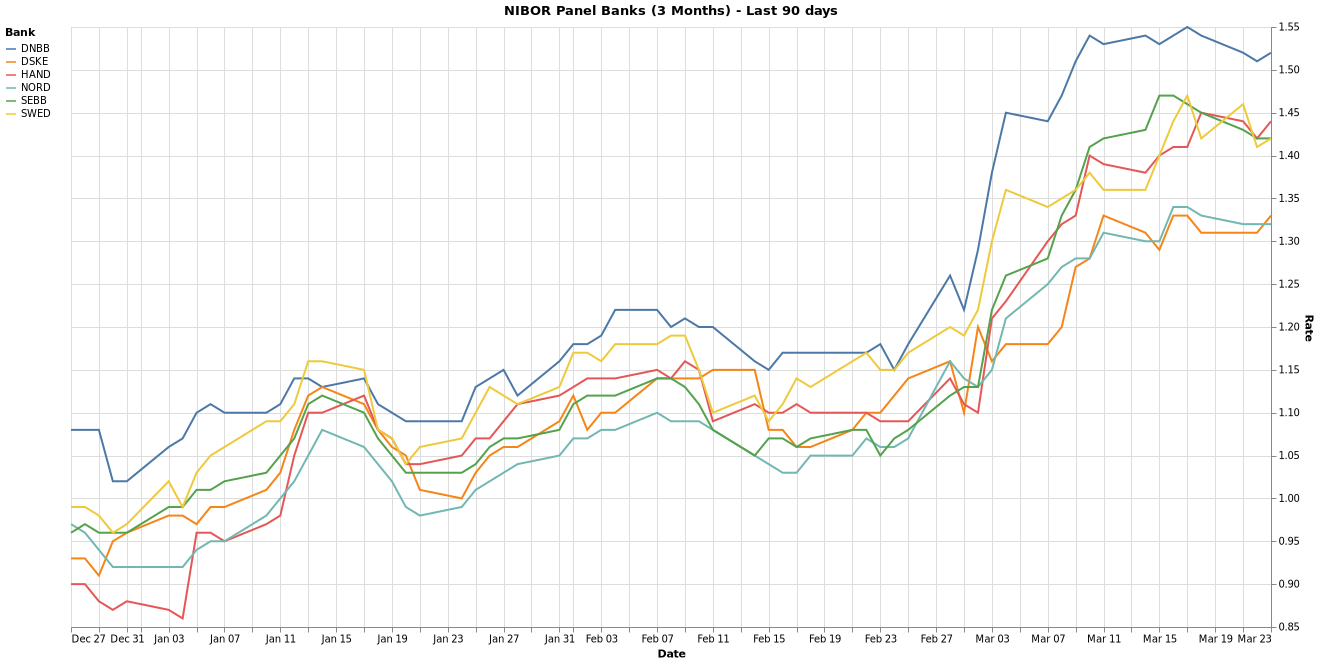 NIBOR Panel Banks (3 Months) - Last 90 days
Bank
DNBB
DSKE
HAND
NORD
SEBB
SWED
1.55
1.50
1.45
1.40
1.35
1.30
1.25
1.20
1.15
1.10
1.05
1.00
0.95
0.90
0.85
Rate
Dec 27 Dec 31 Jan 03 Jan 07 Jan 11 Jan 15 Jan 19 Jan 23 Jan 27 Jan 31 Feb 03 Feb 07 Feb 11 Feb 15 Feb 19 Feb 23 Feb 27 Mar 03 Mar 07 Mar 11 Mar 15 Mar 19 Mar 23
Date